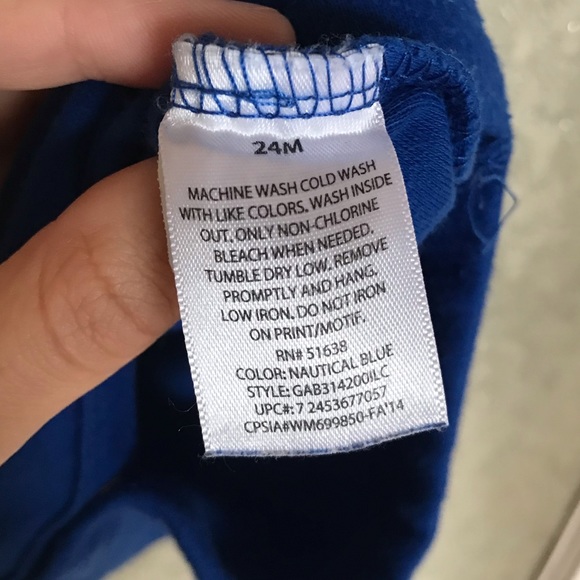 24M
MACHINE WASH COLD WASH
WITH LIKE COLORS. WASH INSIDE
OUT. ONLY NON-CHLORINE
BLEACH WHEN NEEDED.
TUMBLE DRY LOW. REMOVE
PROMPTLY AND HANG.
LOW IRON. DO NOT IRON
ON PRINT/MOTIF.
RN# 51638
COLOR: NAUTICAL BLUE
STYLE: GAB314200ILC
UPC#: 7 2453677057
CPSIA#WM699850-FA'14